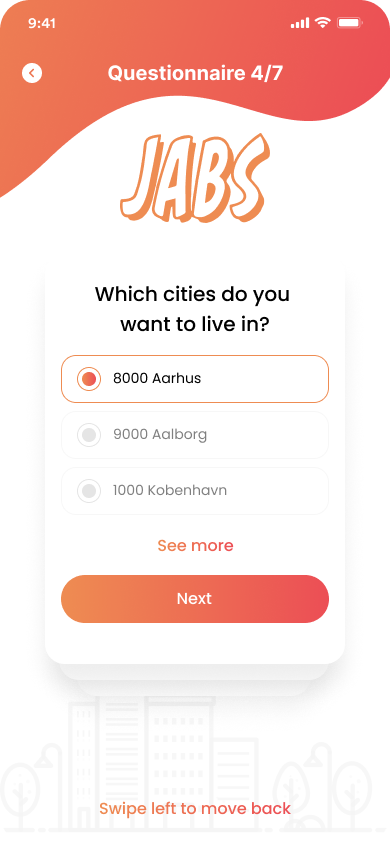 9:41
Questionnaire 4/7
JABS
Which cities do you
want to live in?
8000 Aarhus
9000 Aalborg
1000 Kobenhavn
See more
Next
Swipe left to move back